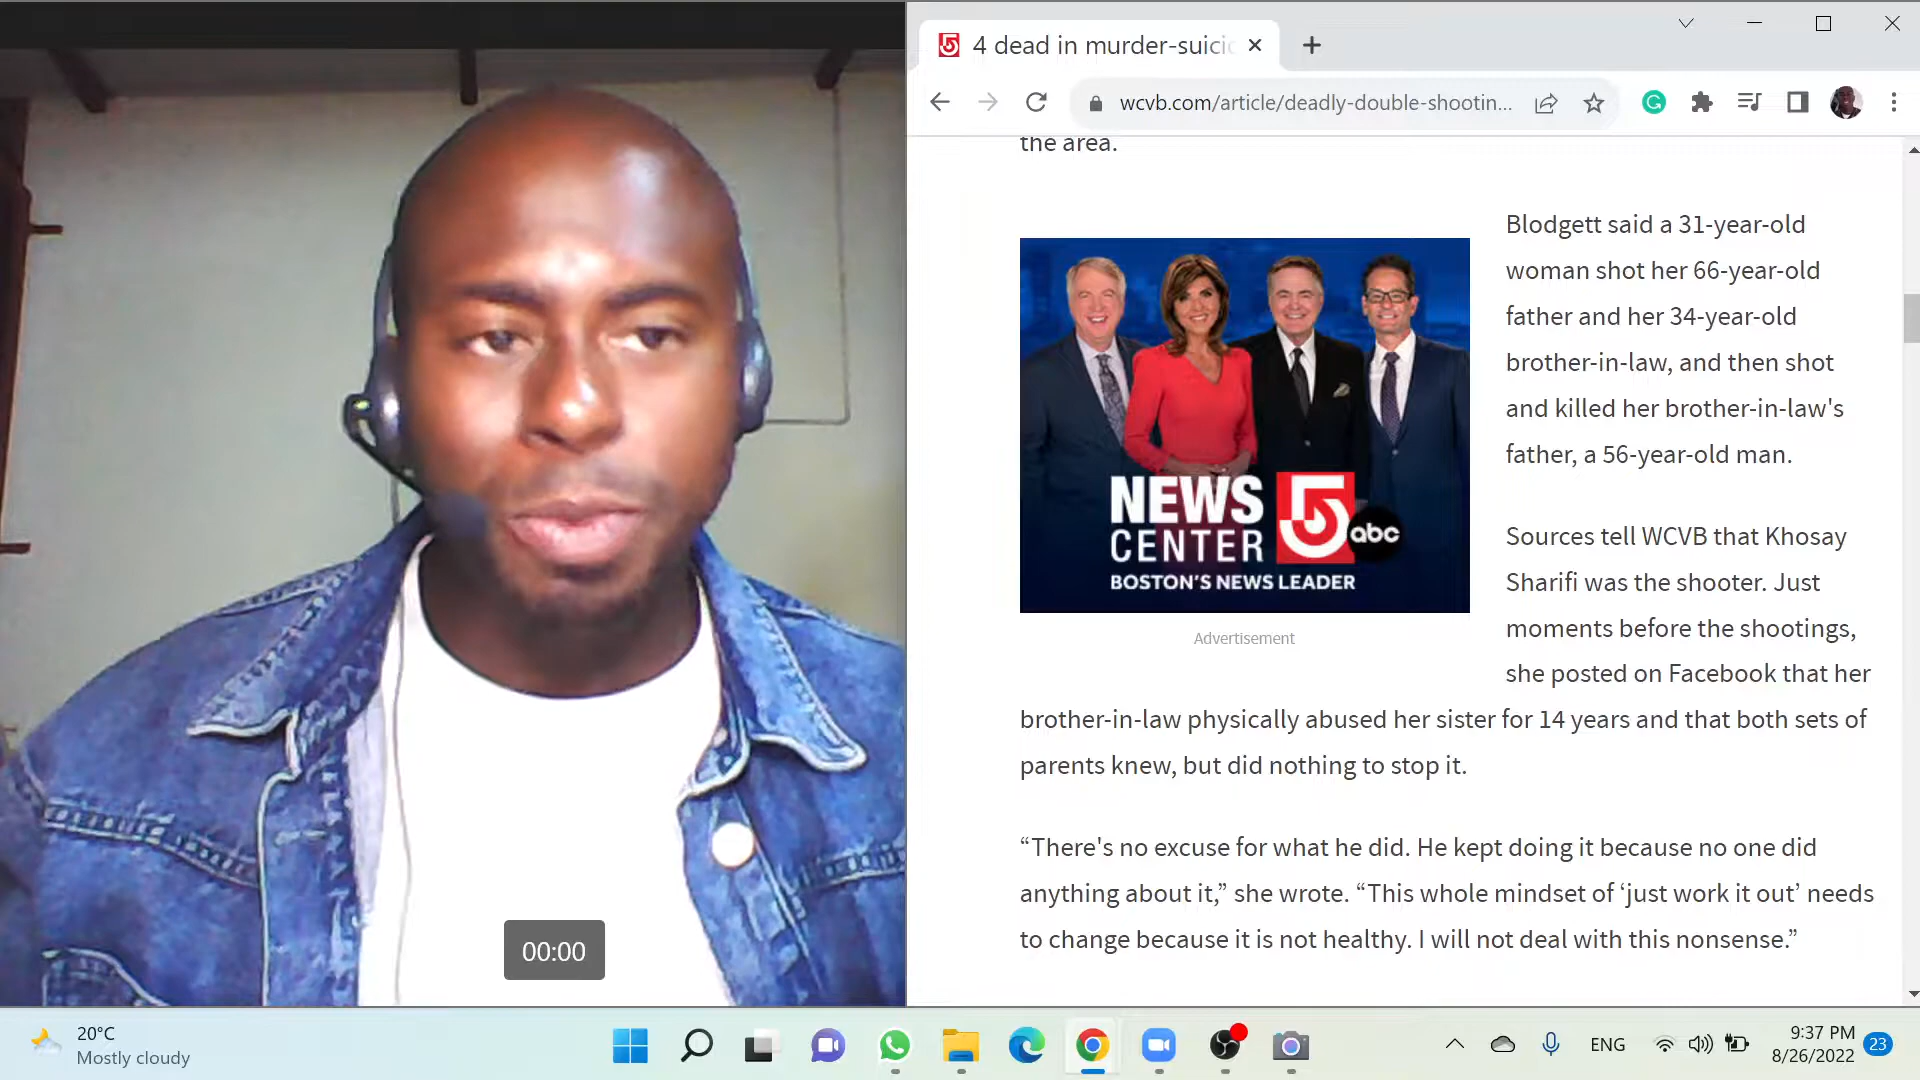 4 dead in murder-suici
wcvb.com/article/deadly-double-shootin...
the area.
Blodgett said a 31-year-old
woman shot her 66-year-old
father and her 34-year-old
brother-in-law, and then shot
and killed her brother-in-law's
father, a 56-year-old man.
NEWS
CENTER 5 abc
BOSTON'S NEWS LEADER
Advertisement
Sources tell WCVB that Khosay
Sharifi was the shooter. Just
moments before the shootings,
she posted on Facebook that her
brother-in-law physically abused her sister for 14 years and that both sets of
parents knew, but did nothing to stop it.
“There's no excuse for what he did. He kept doing it because no one did
anything about it,” she wrote. “This whole mindset of ‘just work it out’ needs
to change because it is not healthy. I will not deal with this nonsense.”
00:00
20°C
Mostly cloudy
ENG
9:37 PM
8/26/2022
23